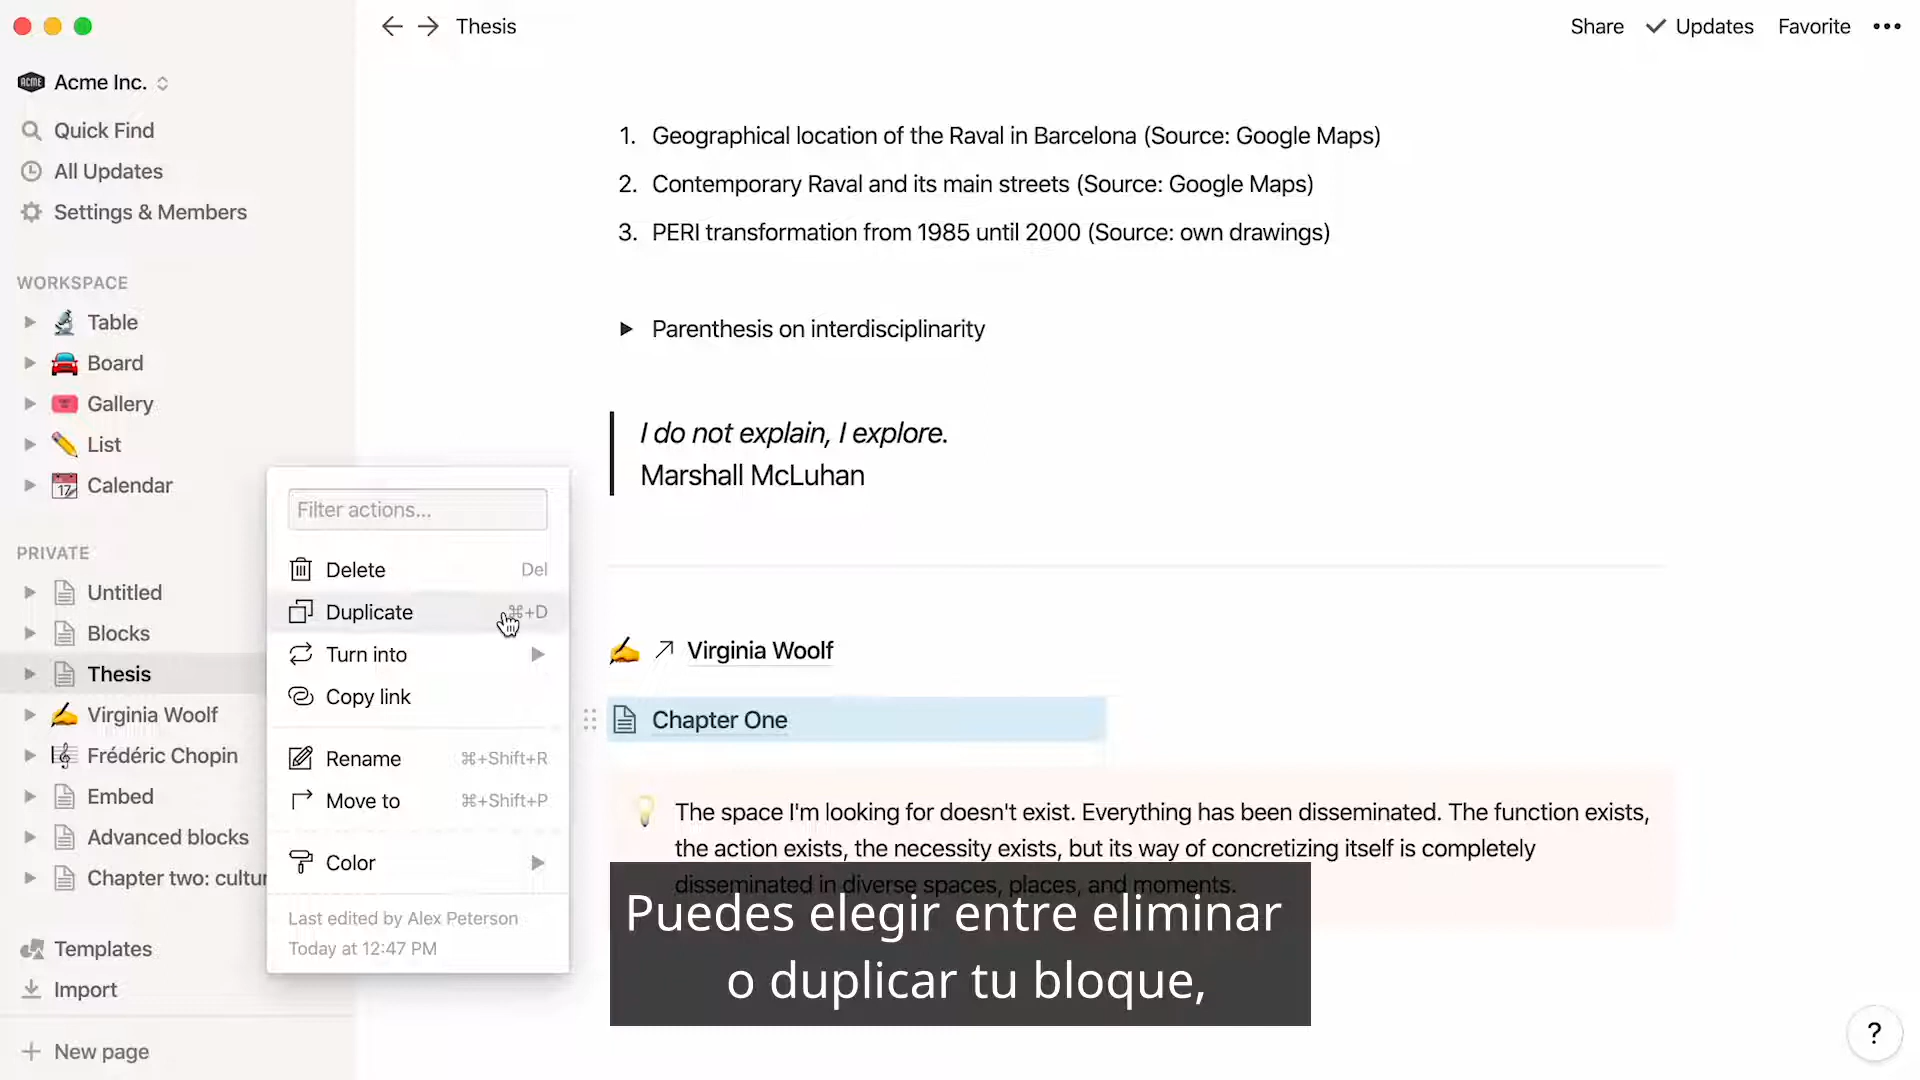 Thesis
Share
Updates
Favorite
ACME
Acme Inc.
Quick Find
All Updates
Settings & Members
WORKSPACE
Table
Board
Gallery
List
17
Calendar
PRIVATE
Untitled
Blocks
Thesis
Virginia Woolf
Frédéric Chopin
Embed
Advanced blocks
Chapter two: cultur
Templates
Import
New page
Filter actions...
Delete Del
Duplicate ⌘+D
Turn into
Copy link
Rename ⌘+Shift+R
Move to ⌘+Shift+P
Color
Last edited by Alex Peterson
Today at 12:47 PM
1. Geographical location of the Raval in Barcelona (Source: Google Maps)
2. Contemporary Raval and its main streets (Source: Google Maps)
3. PERI transformation from 1985 until 2000 (Source: own drawings)
Parenthesis on interdisciplinarity
I do not explain, I explore.
Marshall McLuhan
Virginia Woolf
Chapter One
The space I'm looking for doesn't exist. Everything has been disseminated. The function exists,
the action exists, the necessity exists, but its way of concretizing itself is completely
disseminated in diverse spaces, places, and moments.
Puedes elegir entre eliminar
o duplicar tu bloque,
?